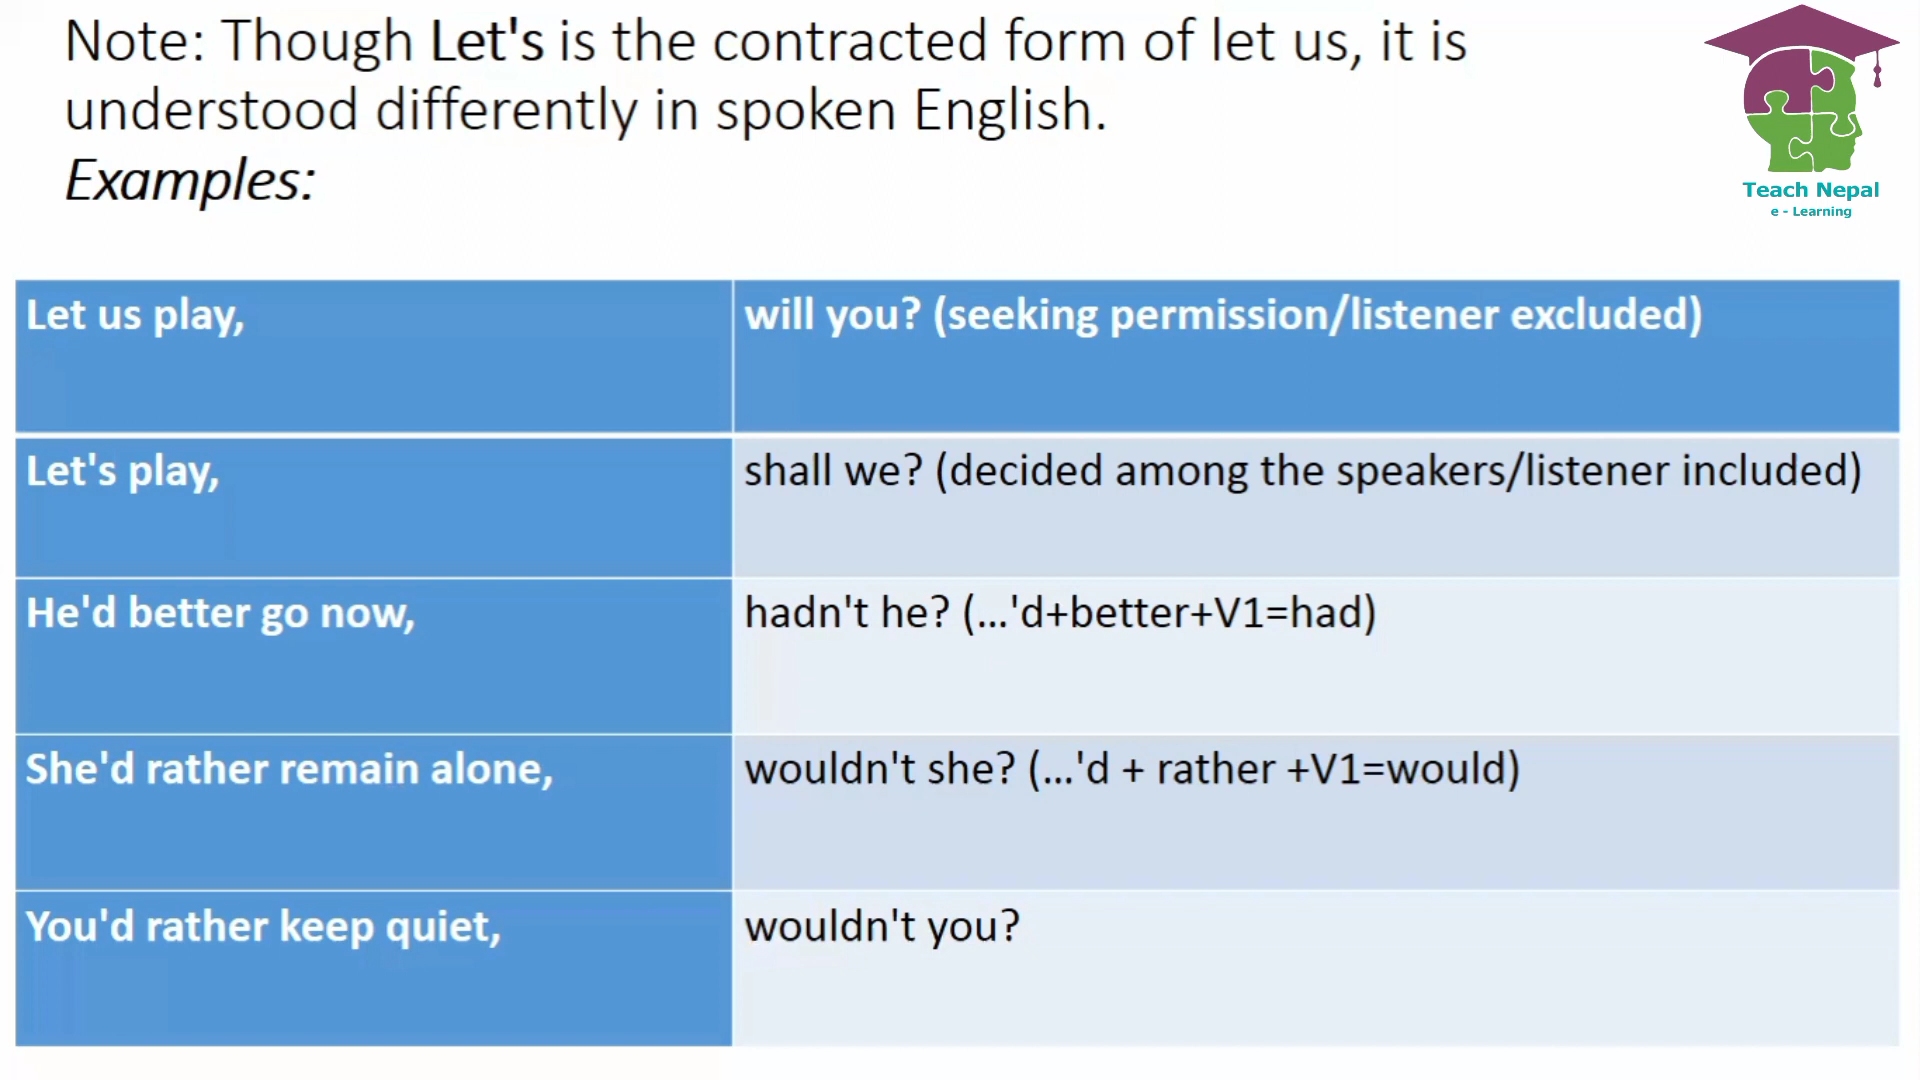 Note: Though Let's is the contracted form of let us, it is
understood differently in spoken English.
Examples:
Teach Nepal
e - Learning
Let us play,
will you? (seeking permission/listener excluded)
Let's play,
shall we? (decided among the speakers/listener included)
He'd better go now,
hadn't he? (...'d+better+V1=had)
She'd rather remain alone,
wouldn't she? (...'d + rather +V1=would)
You'd rather keep quiet,
wouldn't you?